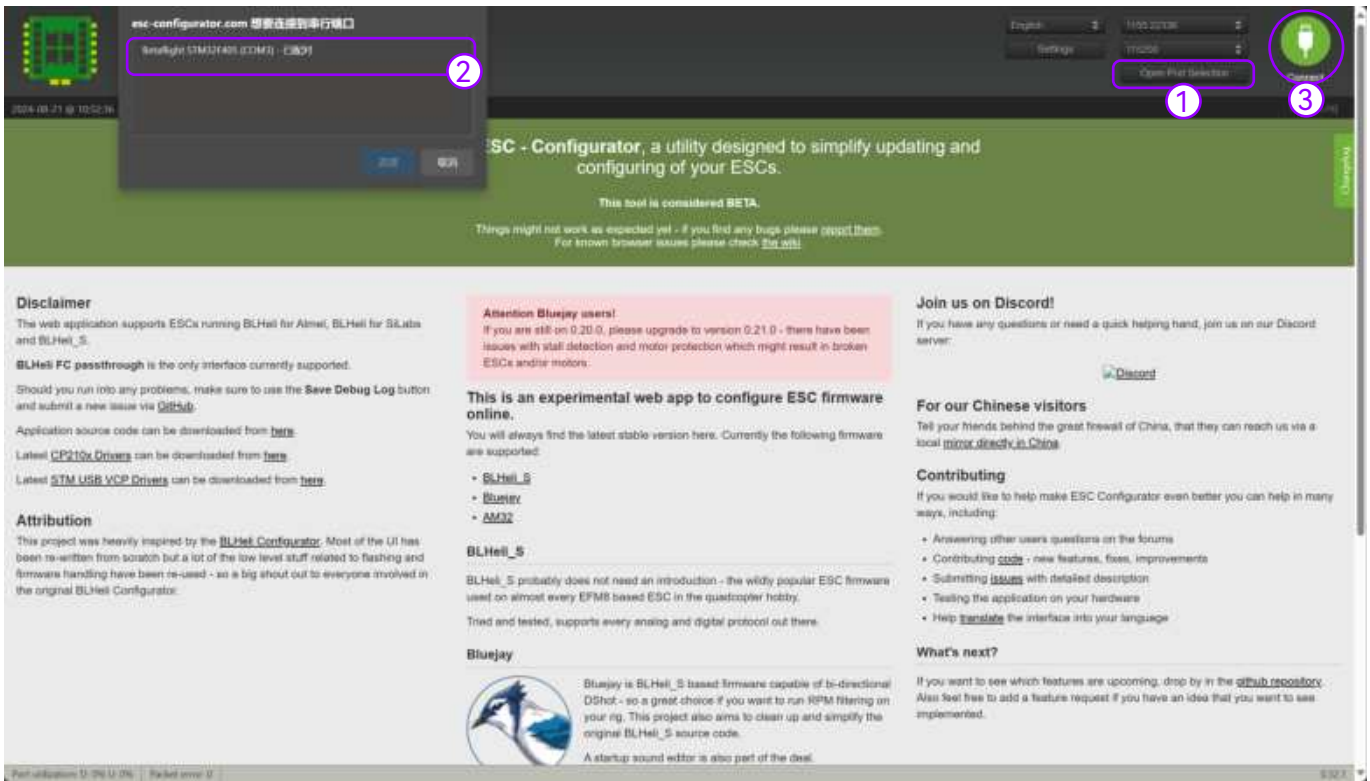 esc-configurator.com 想要连接到串行端口
Betaflight STM32F405 (COM3) - 已配对
2
连接
取消
English
Settings
115200
Open Port Selection
1
Connect
3
2024-08-21 @ 10:52:16
Changelog
SC - Configurator, a utility designed to simplify updating and
configuring of your ESCs.
This tool is considered BETA.
Things might not work as expected yet - if you find any bugs please report them.
For known browser issues please check the wiki.
Disclaimer
The web application supports ESCs running BLHeli for Atmel, BLHeli for SiLabs
and BLHeli_S.
BLHeli FC passthrough is the only interface currently supported.
Should you run into any problems, make sure to use the Save Debug Log button
and submit a new issue via GitHub.
Application source code can be downloaded from here.
Latest CP210x Drivers can be downloaded from here.
Latest STM USB VCP Drivers can be downloaded from here.
Attribution
This project was heavily inspired by the BLHeli Configurator. Most of the UI has
been re-written from scratch but a lot of the low level stuff related to flashing and
firmware handling have been re-used - so a big shout out to everyone involved in
the original BLHeli Configurator.
Attention Bluejay users!
If you are still on 0.20.0, please upgrade to version 0.21.0 - there have been
issues with stall detection and motor protection which might result in broken
ESCs and/or motors.
This is an experimental web app to configure ESC firmware
online.
You will always find the latest stable version here. Currently the following firmware
are supported:
• BLHeli_S
• Bluejay
• AM32
BLHeli_S
BLHeli_S probably does not need an introduction - the wildly popular ESC firmware
used on almost every EFM8 based ESC in the quadcopter hobby.
Tried and tested, supports every analog and digital protocol out there.
Bluejay
Bluejay is BLHeli_S based firmware capable of bi-directional
DShot - so a great choice if you want to run RPM filtering on
your rig. This project also aims to clean up and simplify the
original BLHeli_S source code.
A startup sound editor is also part of the deal.
Join us on Discord!
If you have any questions or need a quick helping hand, join us on our Discord
server:
Discord
For our Chinese visitors
Tell your friends behind the great firewall of China, that they can reach us via a
local mirror directly in China.
Contributing
If you would like to help make ESC Configurator even better you can help in many
ways, including:
• Answering other users questions on the forums
• Contributing code - new features, fixes, improvements
• Submitting issues with detailed description
• Testing the application on your hardware
• Help translate the interface into your language
What's next?
If you want to see which features are upcoming, drop by in the github repository.
Also feel free to add a feature request if you have an idea that you want to see
implemented.
Port utilization: D: 0% U: 0%
Packet error: 0